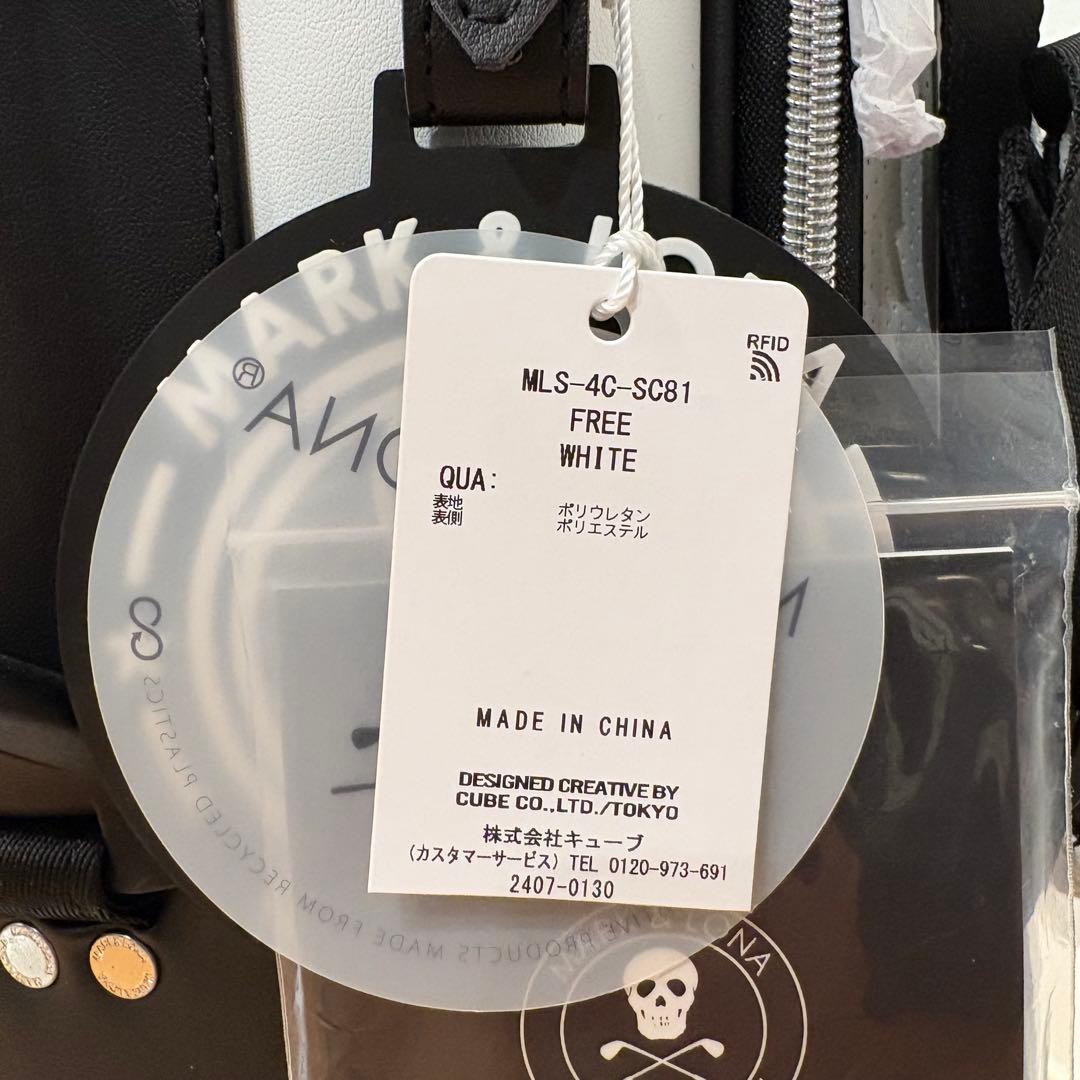 MARK &
RFID
MLS-4C-SC81
FREE
WHITE
QUA:
表地 ポリウレタン
表側 ポリエステル
MADE IN CHINA
DESIGNED CREATIVE BY
CUBE CO.,LTD./TOKYO
株式会社キューブ
(カスタマーサービス) TEL 0120-973-691
2407-0130
ONA®
PRODUCTS MADE FROM RECYCLED PLASTICS
LONA